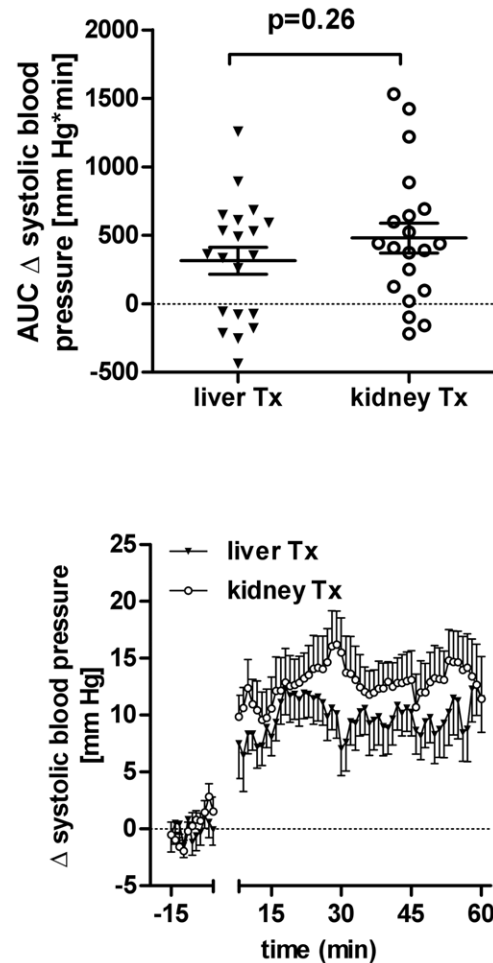 p=0.26
AUC Δ systolic blood
pressure [mm Hg*min]
2000
1500
1000
500
0
-500
liver Tx kidney Tx
liver Tx
kidney Tx
Δ systolic blood pressure
[mm Hg]
25
20
15
10
5
0
-5
-15 15 30 45 60
time (min)